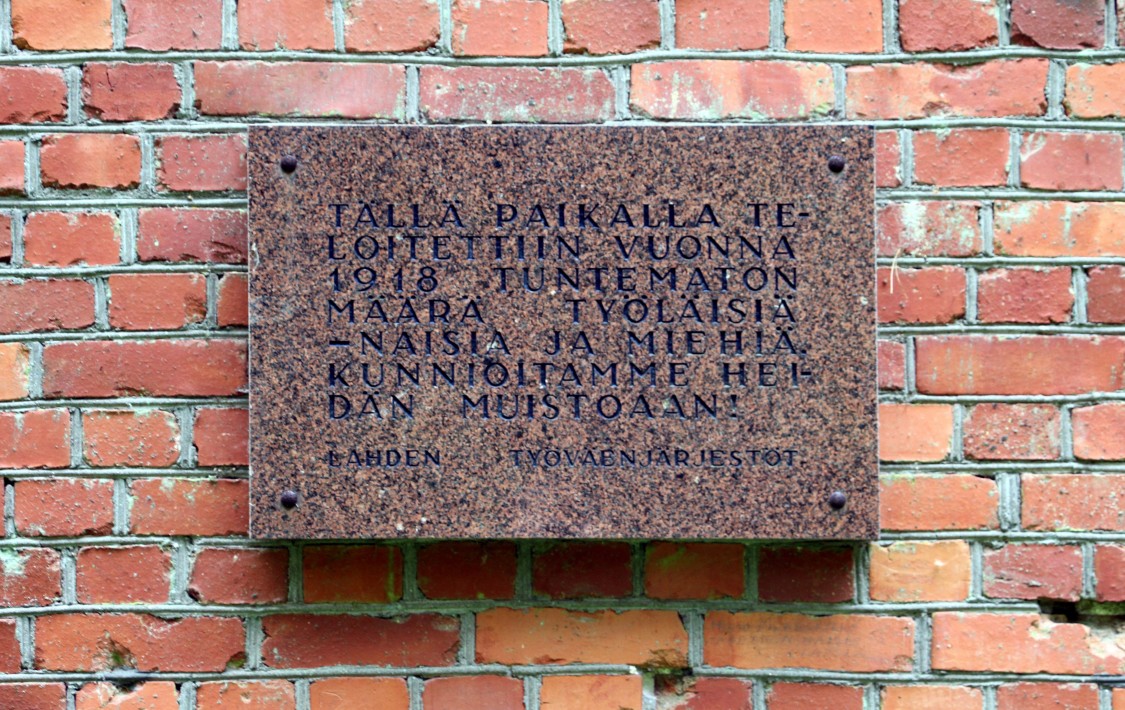 TÄLLÄ PAIKALLA TE-
LOITETTIIN VUONNA
1918 TUNTEMATON
MÄÄRÄ TYÖLÄISIÄ
-NAISIA JA MIEHIÄ.
KUNNIOITAMME HEI-
DÄN MUISTOAAN!
LAHDEN TYÖVÄENJÄRJESTÖT